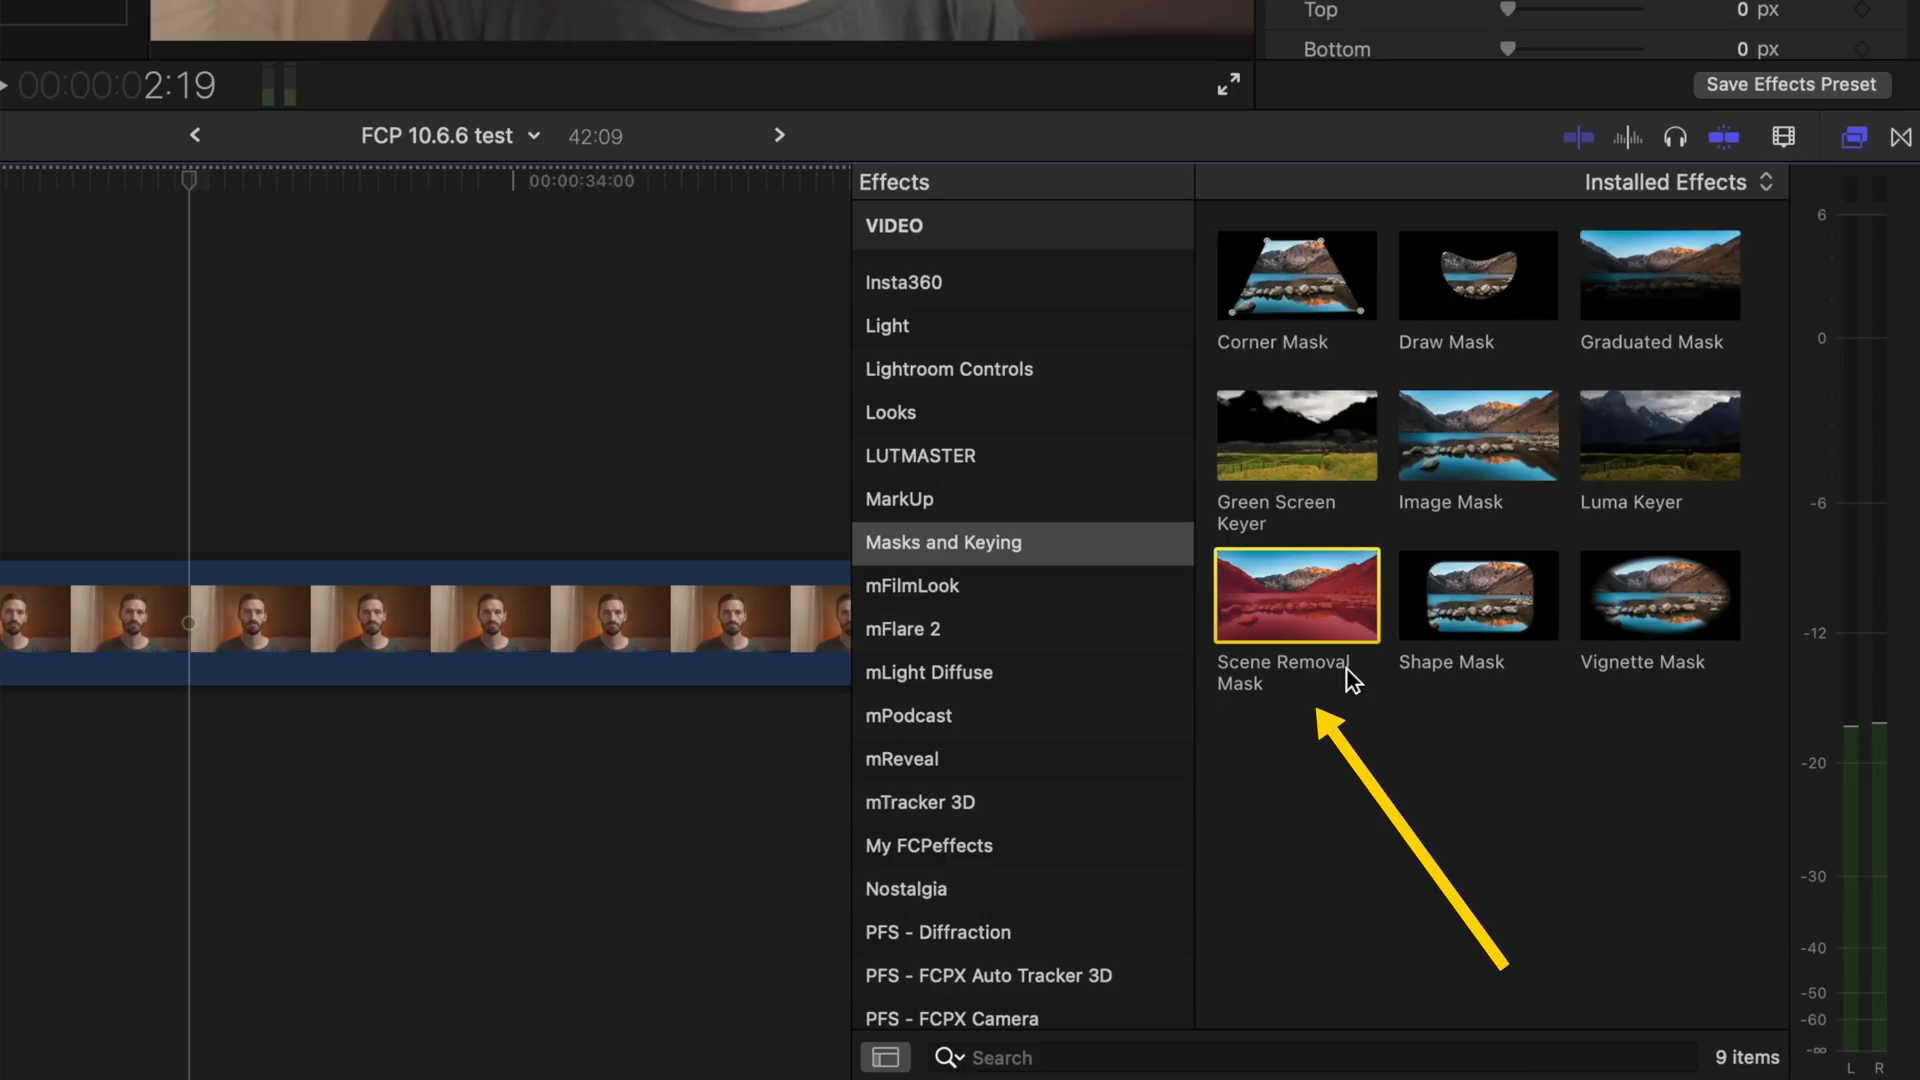 Top
0 px
Bottom
0 px
00:00:02:19
Save Effects Preset
FCP 10.6.6 test
42:09
00:00:34:00
Effects
Installed Effects
VIDEO
Insta360
Light
Lightroom Controls
Looks
LUTMASTER
MarkUp
Masks and Keying
mFilmLook
mFlare 2
mLight Diffuse
mPodcast
mReveal
mTracker 3D
My FCPeffects
Nostalgia
PFS - Diffraction
PFS - FCPX Auto Tracker 3D
PFS - FCPX Camera
Corner Mask
Draw Mask
Graduated Mask
Green Screen
Keyer
Image Mask
Luma Keyer
Scene Removal
Mask
Shape Mask
Vignette Mask
Search
9 items
6
0
-6
-12
-20
-30
-40
-50
-60
-∞
L R